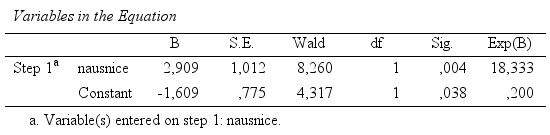 Variables in the Equation
B S.E. Wald df Sig. Exp(B)
Step 1a nausnice 2,909 1,012 8,260 1 ,004 18,333
Constant -1,609 ,775 4,317 1 ,038 ,200
a. Variable(s) entered on step 1: nausnice.